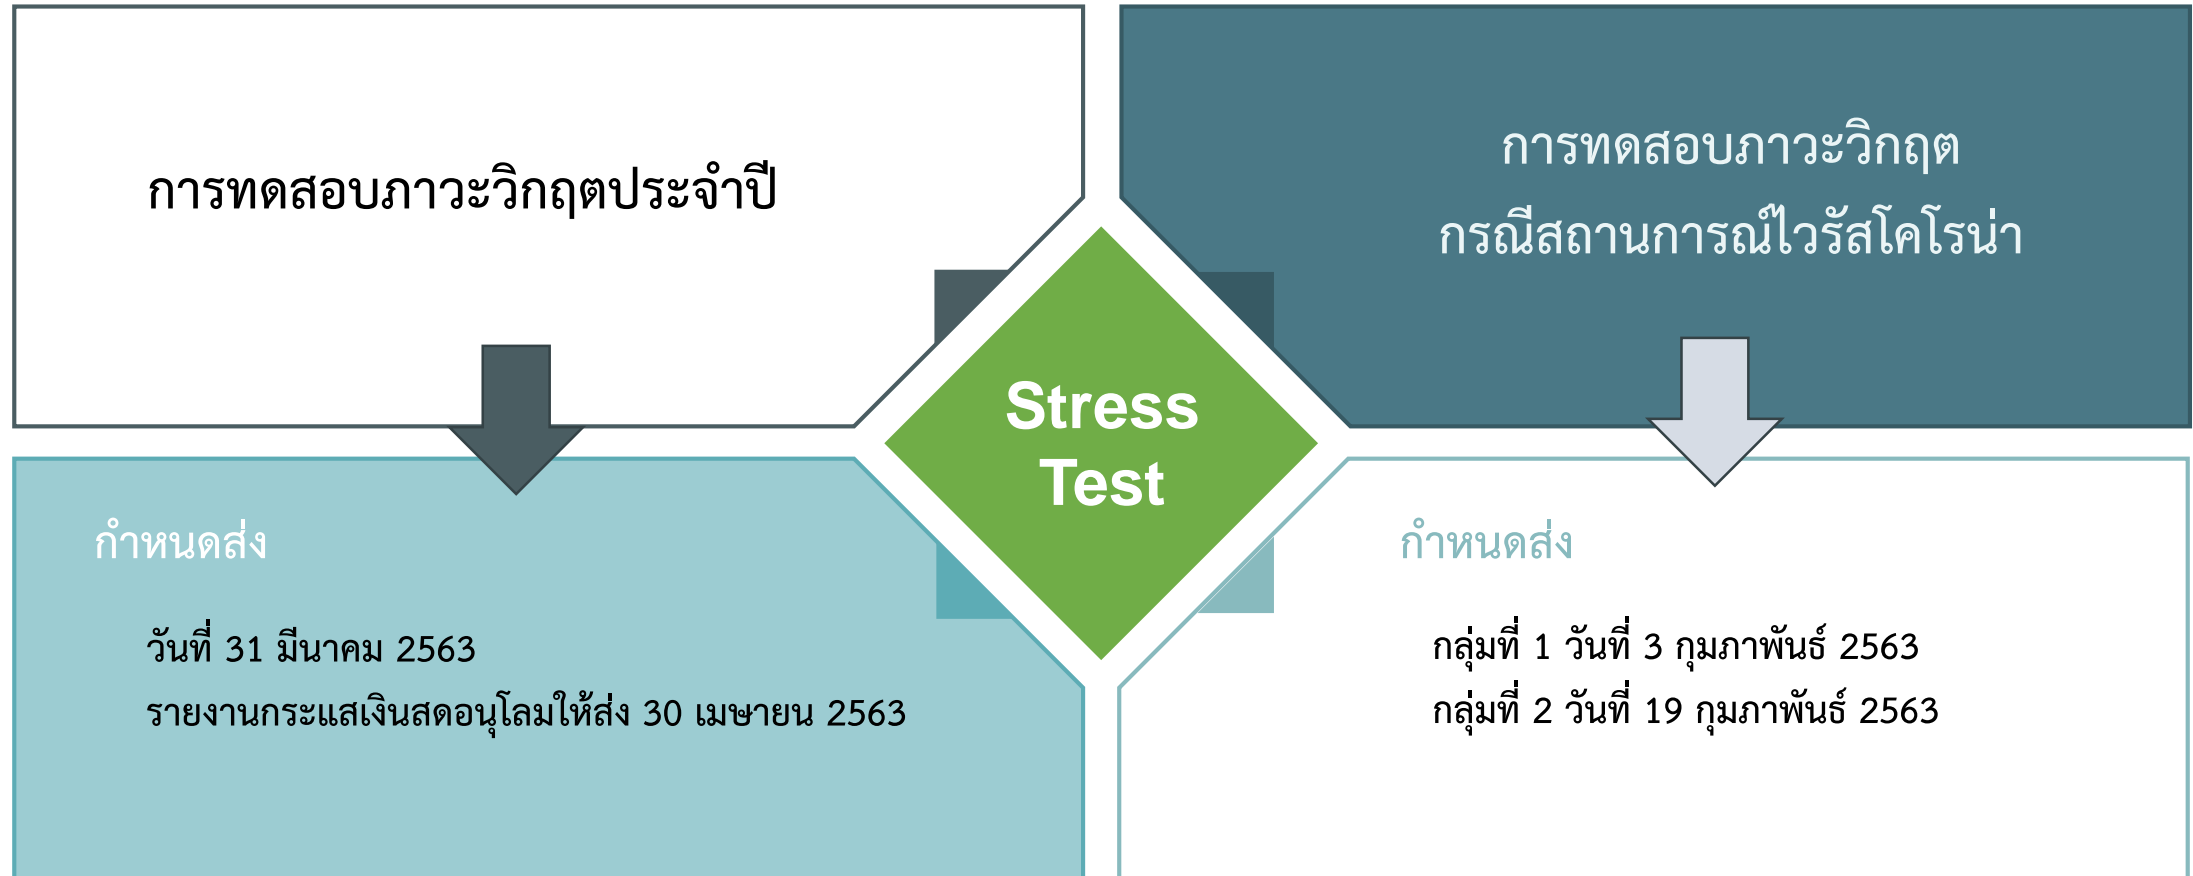 การทดสอบภาวะวิกฤตประจำปี
การทดสอบภาวะวิกฤต
กรณีสถานการณ์ไวรัสโคโรน่า
Stress
Test
กำหนดส่ง
วันที่ 31 มีนาคม 2563
รายงานกระแสเงินสดอนุโลมให้ส่ง 30 เมษายน 2563
กำหนดส่ง
กลุ่มที่ 1 วันที่ 3 กุมภาพันธ์ 2563
กลุ่มที่ 2 วันที่ 19 กุมภาพันธ์ 2563